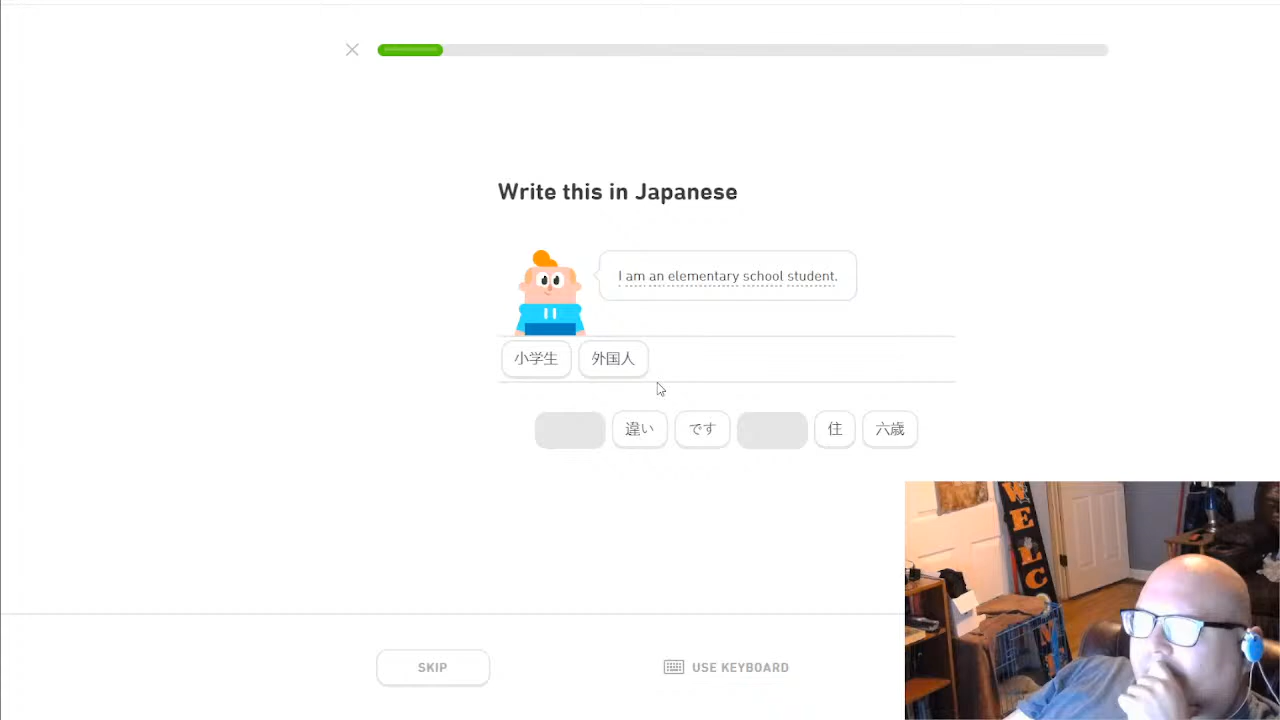 Write this in Japanese
I am an elementary school student.
小学生 外国人
違い です 住 六歳
WELC
SKIP USE KEYBOARD